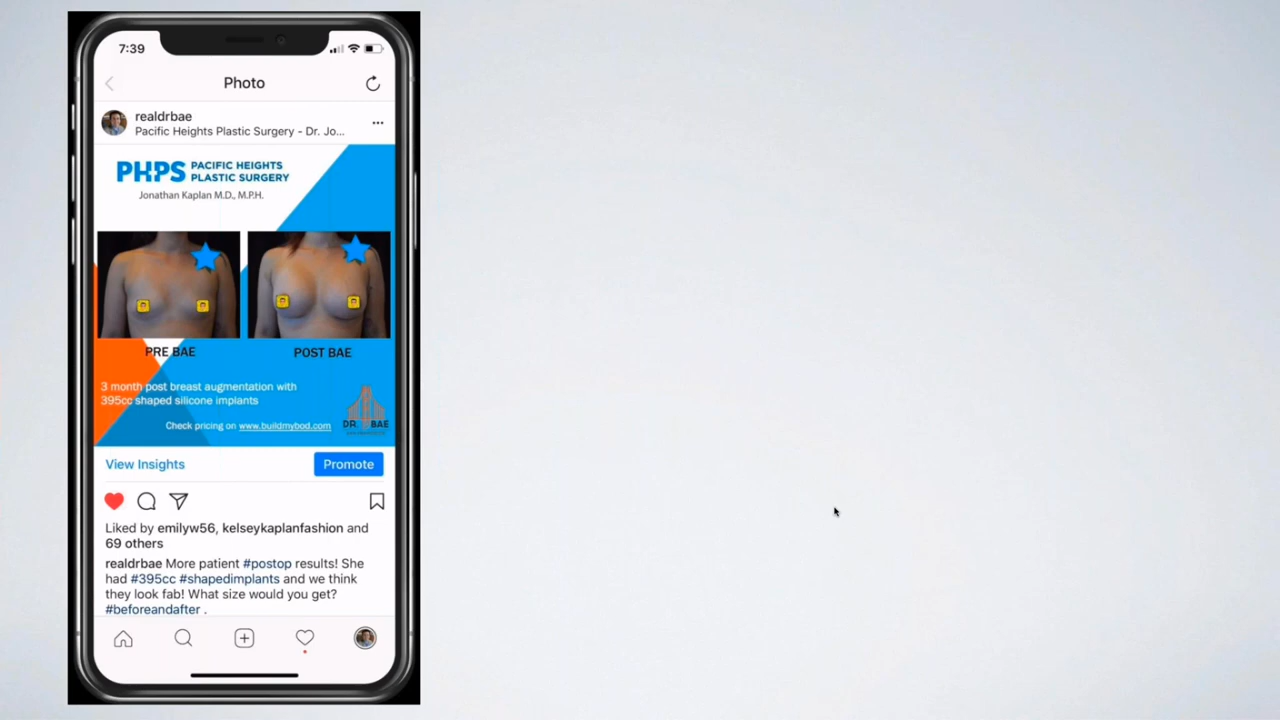 7:39
Photo
realdrbae
Pacific Heights Plastic Surgery - Dr. Jo...
PHPS PACIFIC HEIGHTS
PLASTIC SURGERY
Jonathan Kaplan M.D., M.P.H.
PRE BAE
POST BAE
3 month post breast augmentation with
395cc shaped silicone implants
Check pricing on www.buildmybod.com
DR. BAE
View Insights
Promote
Liked by emilyw56, kelseykaplanfashion and
69 others
realdrbae More patient #postop results! She
had #395cc #shapedimplants and we think
they look fab! What size would you get?
#beforeandafter .